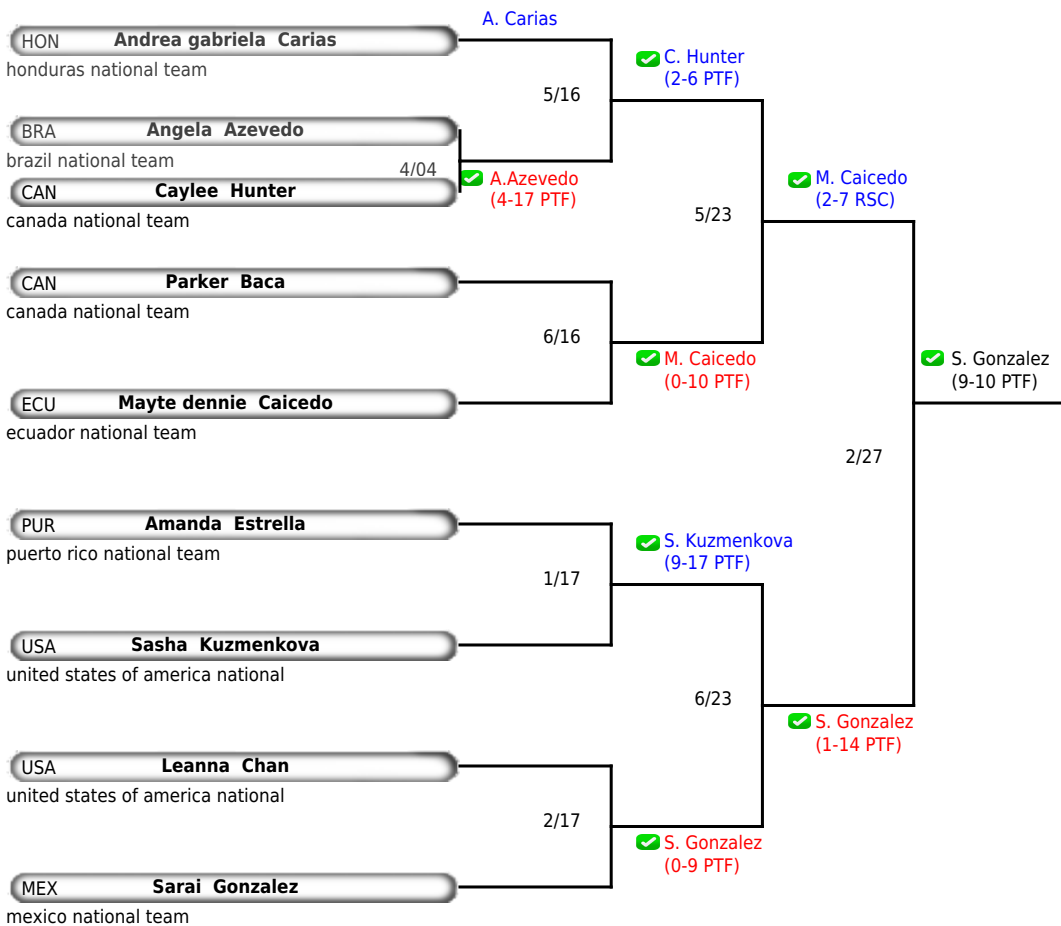 A. Carias
HON Andrea gabriela Carias
honduras national team
C. Hunter
(2-6 PTF)
5/16
BRA Angela Azevedo
brazil national team
4/04
A.Azevedo
(4-17 PTF)
CAN Caylee Hunter
canada national team
M. Caicedo
(2-7 RSC)
5/23
CAN Parker Baca
canada national team
6/16
M. Caicedo
(0-10 PTF)
S. Gonzalez
(9-10 PTF)
ECU Mayte dennie Caicedo
ecuador national team
2/27
PUR Amanda Estrella
puerto rico national team
S. Kuzmenkova
(9-17 PTF)
1/17
USA Sasha Kuzmenkova
united states of america national
6/23
S. Gonzalez
(1-14 PTF)
USA Leanna Chan
united states of america national
2/17
S. Gonzalez
(0-9 PTF)
MEX Sarai Gonzalez
mexico national team